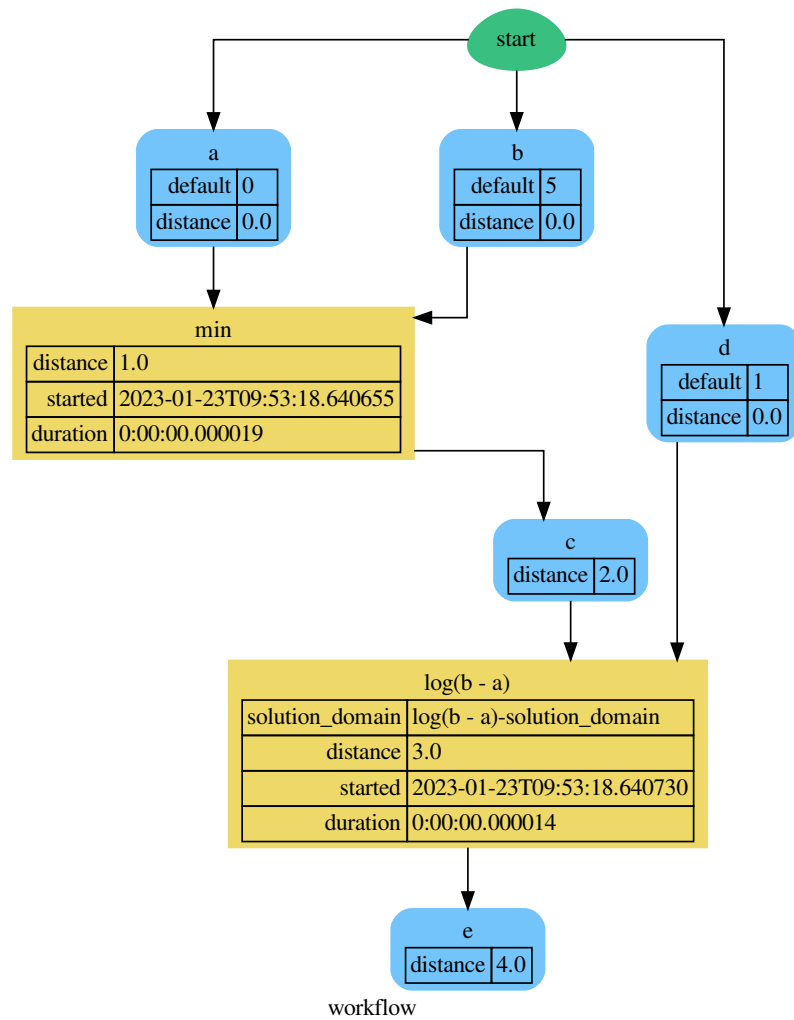 start
a
default 0
distance 0.0
b
default 5
distance 0.0
min
distance 1.0
started 2023-01-23T09:53:18.640655
duration 0:00:00.000019
d
default 1
distance 0.0
c
distance 2.0
log(b - a)
solution_domain log(b - a)-solution_domain
distance 3.0
started 2023-01-23T09:53:18.640730
duration 0:00:00.000014
e
distance 4.0
workflow